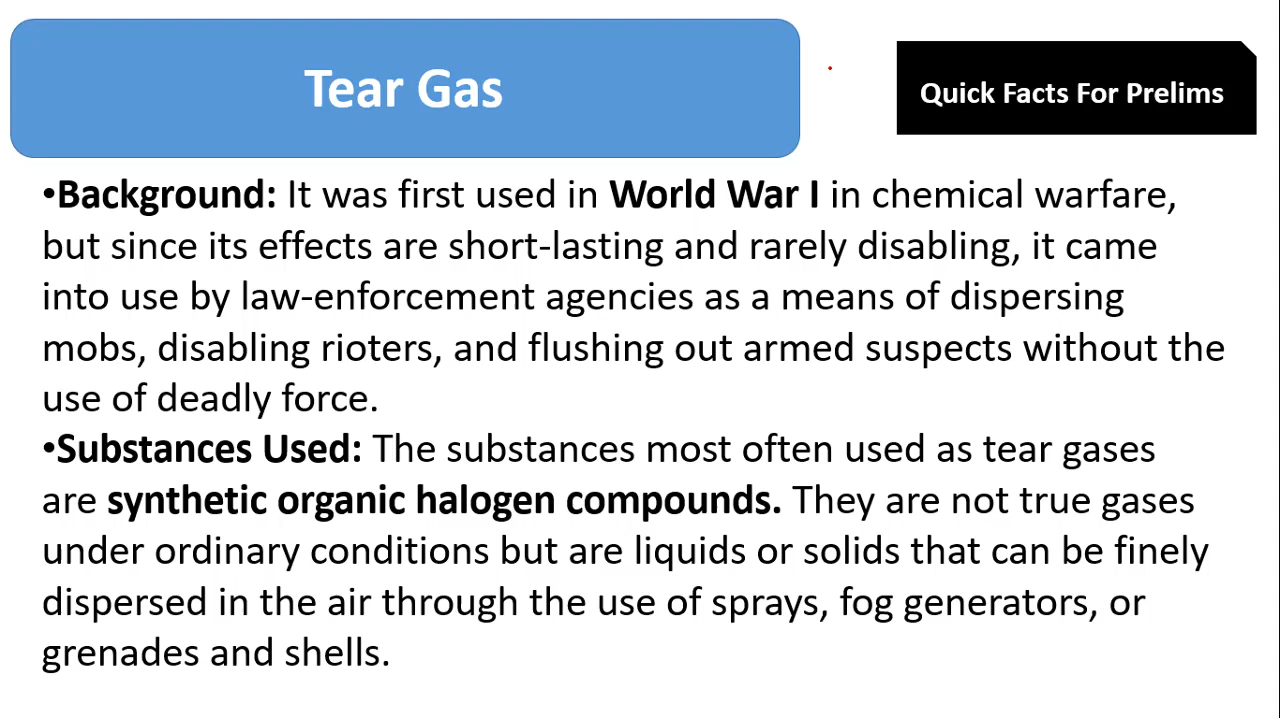 Tear Gas
Quick Facts For Prelims
•Background: It was first used in World War I in chemical warfare,
but since its effects are short-lasting and rarely disabling, it came
into use by law-enforcement agencies as a means of dispersing
mobs, disabling rioters, and flushing out armed suspects without the
use of deadly force.
•Substances Used: The substances most often used as tear gases
are synthetic organic halogen compounds. They are not true gases
under ordinary conditions but are liquids or solids that can be finely
dispersed in the air through the use of sprays, fog generators, or
grenades and shells.